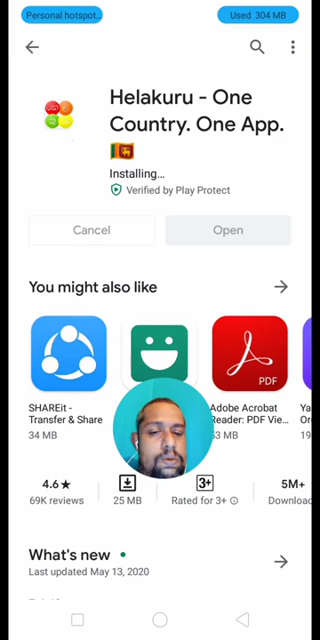 Personal hotspot..
Used 304 MB
Helakuru - One
Country. One App.
Installing...
Verified by Play Protect
Cancel
Open
You might also like
SHAREit -
Transfer & Share
34 MB
PDF
Adobe Acrobat
Reader: PDF Vie...
63 MB
Ya
Or
19
4.6★
69K reviews
25 MB
3+
Rated for 3+
5M+
Downloa
What's new
Last updated May 13, 2020